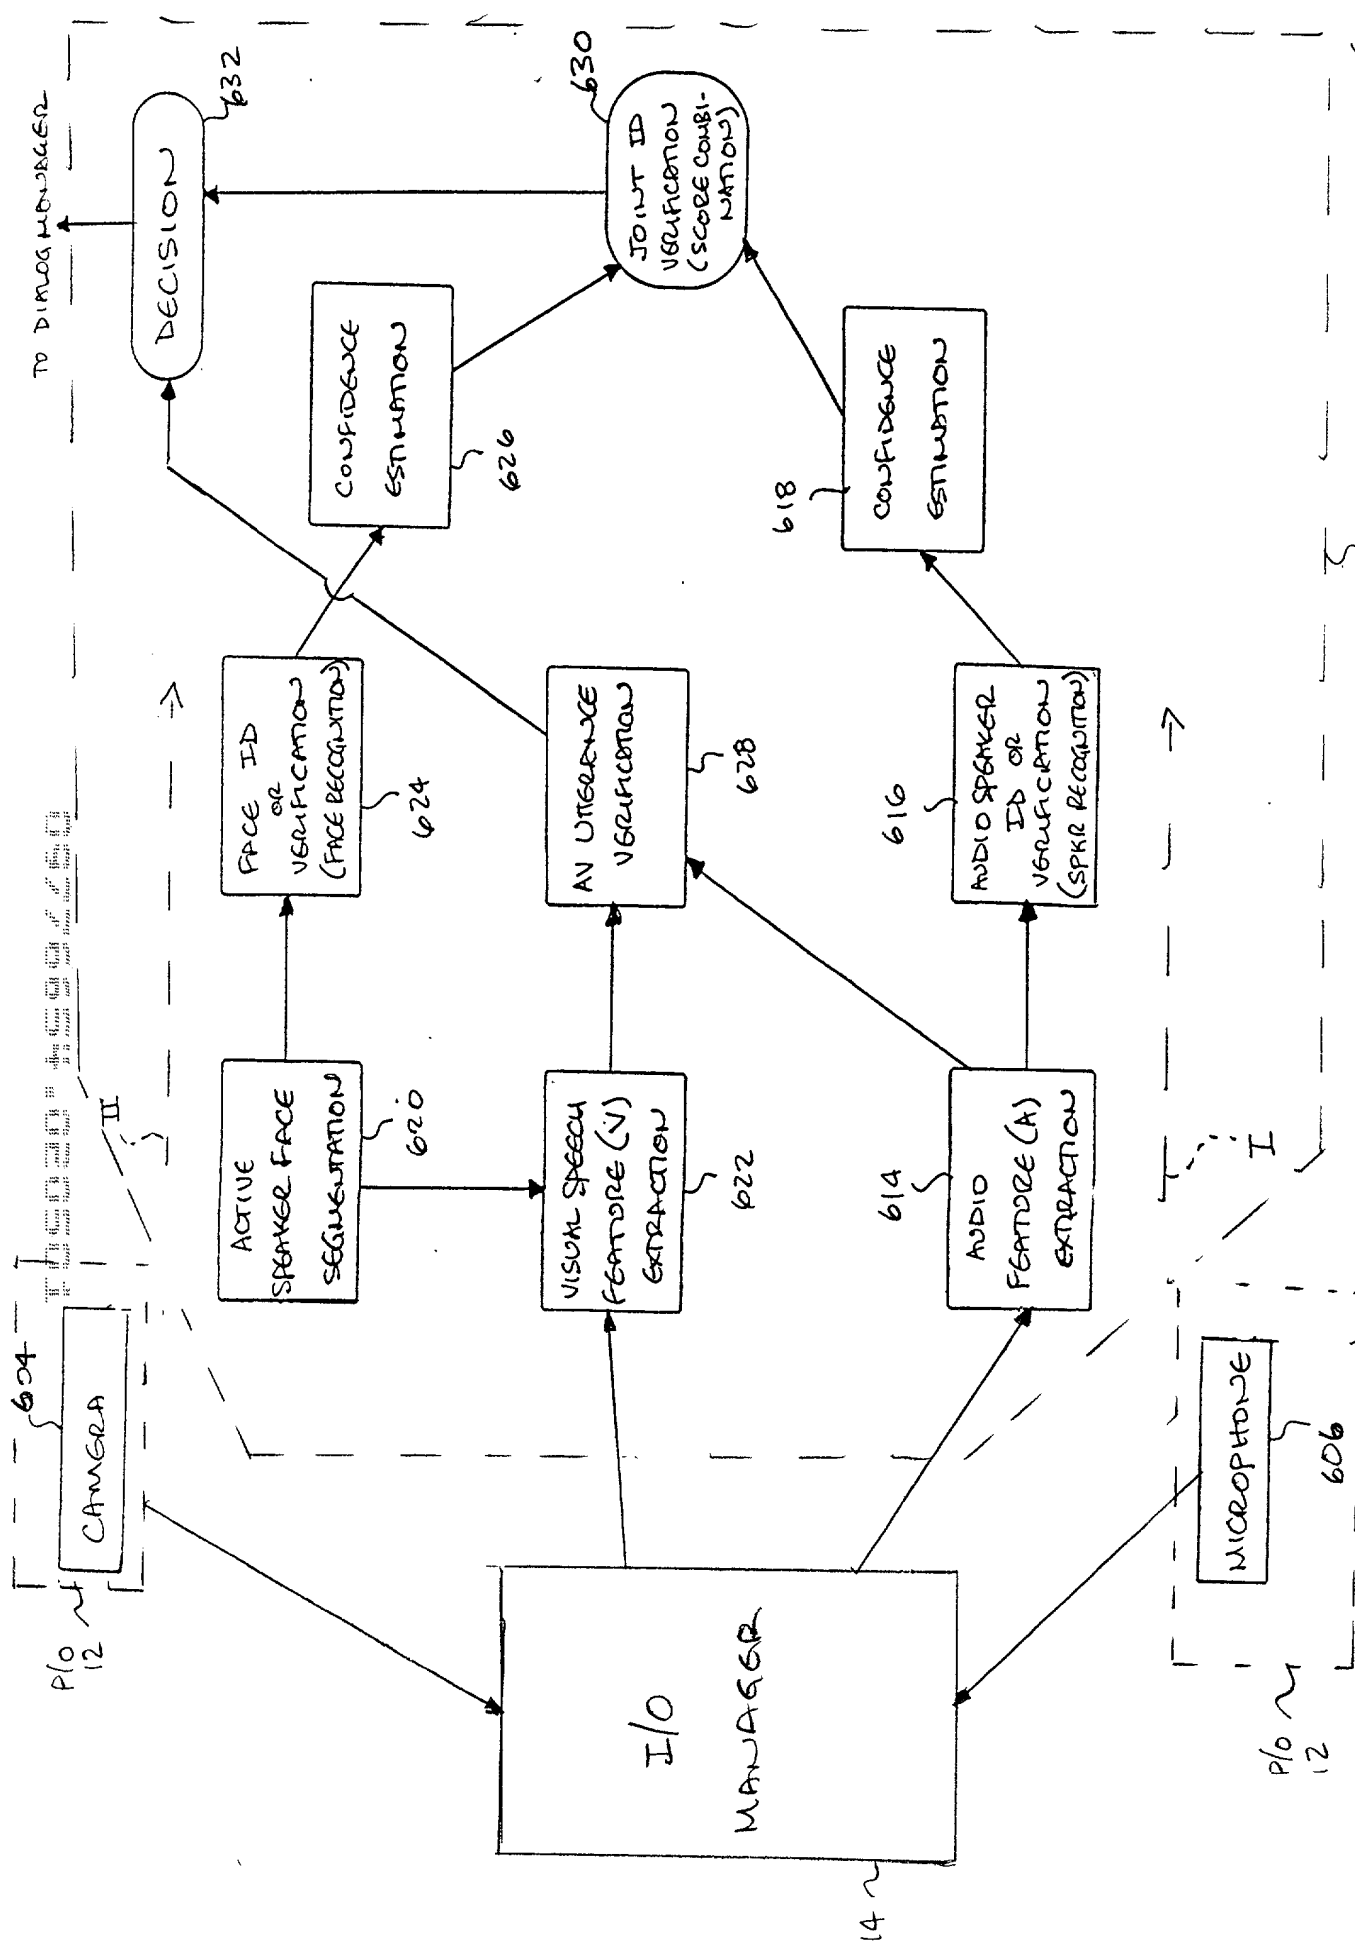 TO DIALOG MANAGER
604
CAMERA
P/O
12
II
ACTIVE
SPEAKER FACE
SEGMENTATION
620
FACE ID
OR
VERIFICATION
(FACE RECOGNITION)
624
CONFIDENCE
ESTIMATION
626
DECISION
632
I/O
MANAGER
14
VISUAL SPEECH
FEATURE (V)
EXTRACTION
622
AV UTTERANCE
VERIFICATION
628
JOINT ID
VERIFICATION
(SCORE COMBI-
NATION)
630
614
AUDIO
FEATURE (A)
EXTRACTION
616
AUDIO SPEAKER
ID OR
VERIFICATION
(SPKR RECOGNITION)
618
CONFIDENCE
ESTIMATION
I
MICROPHONE
606
P/O
12